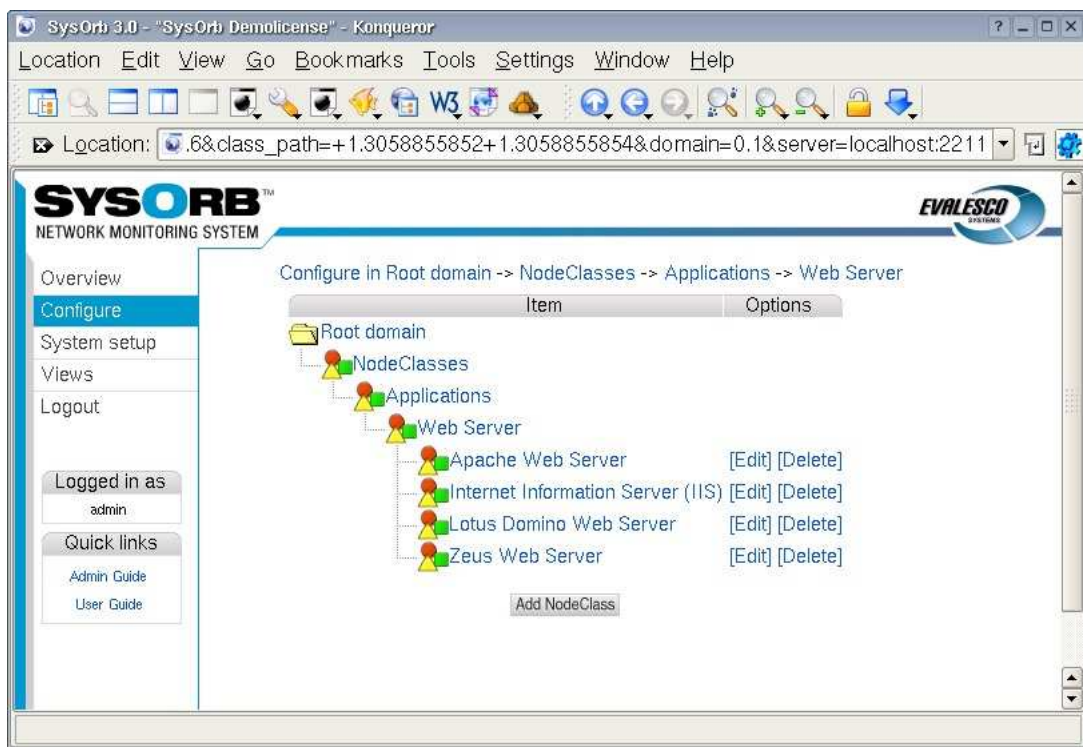 SysOrb 3.0 - "SysOrb Demolicense" - Konqueror
Location Edit View Go Bookmarks Tools Settings Window Help
W3
Location: .6&class_path=+1.3058855852+1.3058855854&domain=0.1&server=localhost:2211
SYSORB™
NETWORK MONITORING SYSTEM
EVALESCO
SYSTEMS
Overview
Configure
System setup
Views
Logout
Logged in as
admin
Quick links
Admin Guide
User Guide
Configure in Root domain -> NodeClasses -> Applications -> Web Server
Item Options
Root domain
NodeClasses
Applications
Web Server
Apache Web Server [Edit] [Delete]
Internet Information Server (IIS) [Edit] [Delete]
Lotus Domino Web Server [Edit] [Delete]
Zeus Web Server [Edit] [Delete]
Add NodeClass